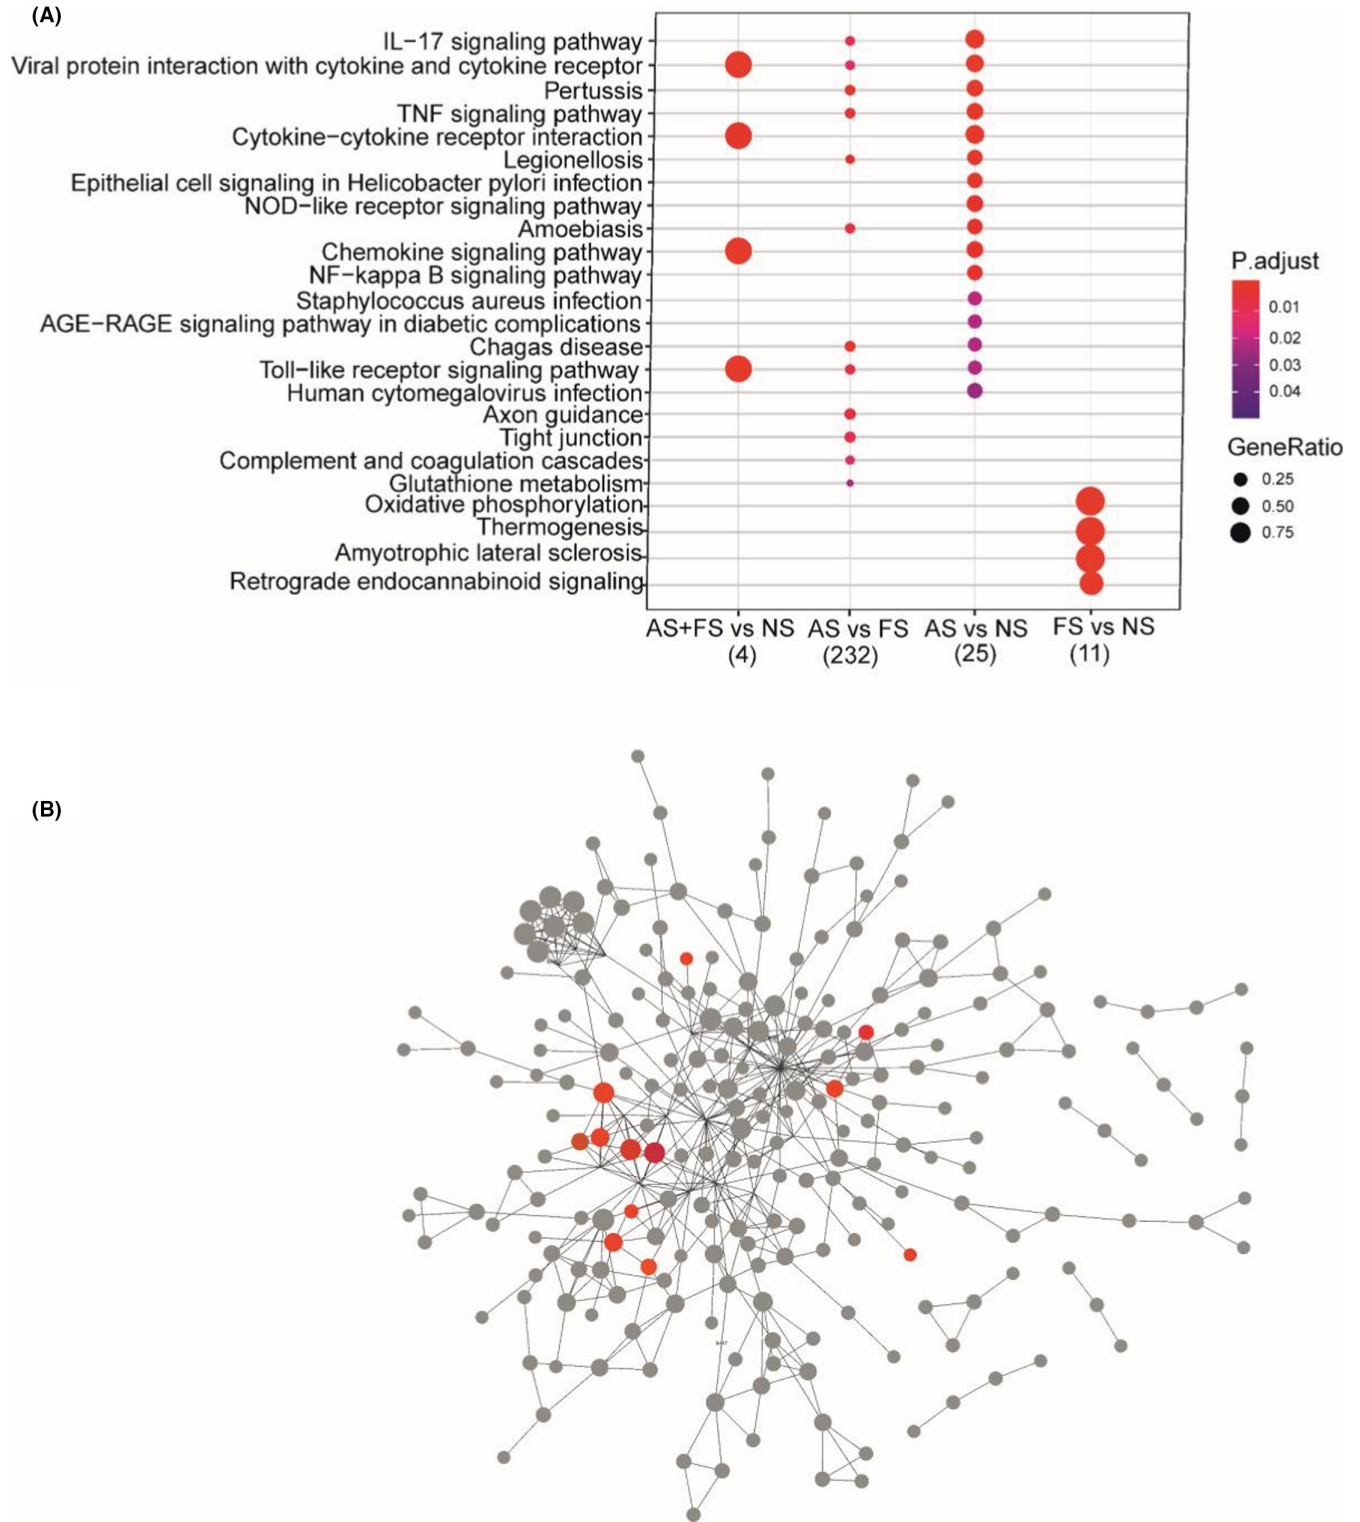 (A)
IL−17 signaling pathway
Viral protein interaction with cytokine and cytokine receptor
Pertussis
TNF signaling pathway
Cytokine−cytokine receptor interaction
Legionellosis
Epithelial cell signaling in Helicobacter pylori infection
NOD−like receptor signaling pathway
Amoebiasis
Chemokine signaling pathway
NF−kappa B signaling pathway
Staphylococcus aureus infection
AGE−RAGE signaling pathway in diabetic complications
Chagas disease
Toll−like receptor signaling pathway
Human cytomegalovirus infection
Axon guidance
Tight junction
Complement and coagulation cascades
Glutathione metabolism
Oxidative phosphorylation
Thermogenesis
Amyotrophic lateral sclerosis
Retrograde endocannabinoid signaling
AS+FS vs NS AS vs FS AS vs NS FS vs NS
(4) (232) (25) (11)
P.adjust
0.01
0.02
0.03
0.04
GeneRatio
0.25
0.50
0.75
(B)